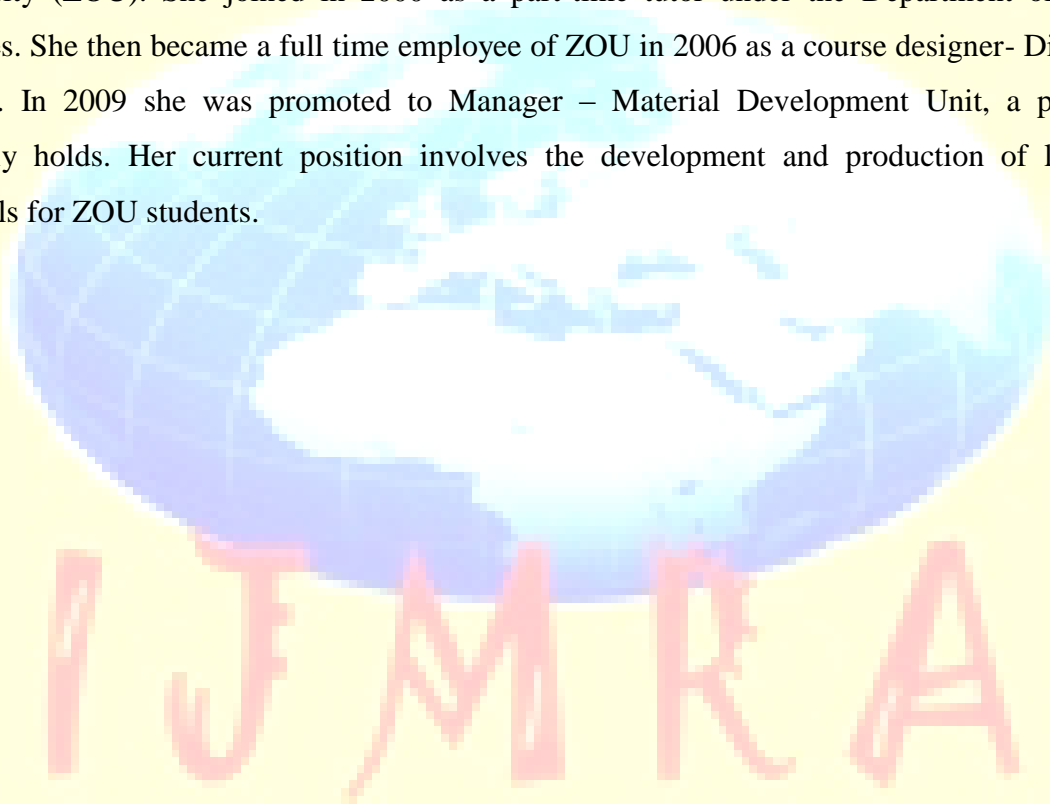 (ZOU). She joined in as a part-time tutor under the Department
She then became a full time employee of ZOU in 2006 as a course designer-
In 2009 she was promoted to Manager – Material Development Unit, a
holds. Her current position involves the development and production of
for ZOU students.
IJMRA